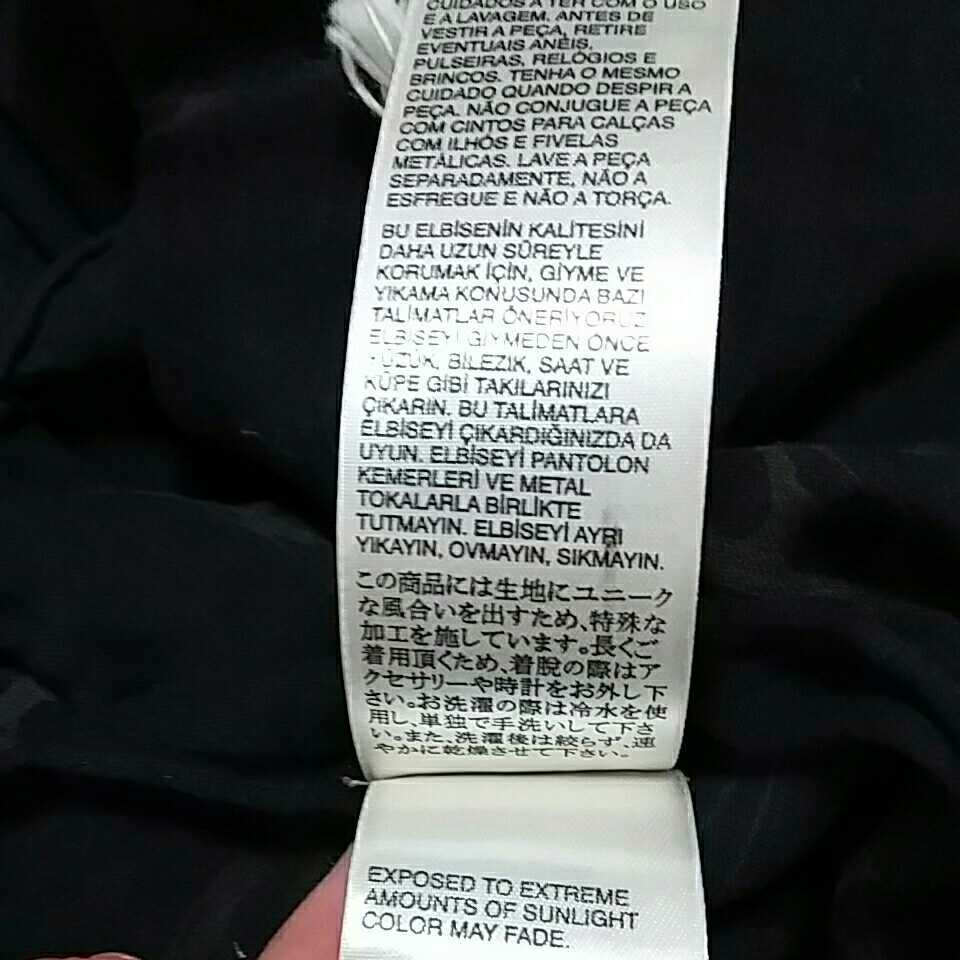 CUIDADOS A TER COM O USO
E A LAVAGEM. ANTES DE
VESTIR A PEÇA, RETIRE
EVENTUAIS ANÉIS,
PULSEIRAS, RELÓGIOS E
BRINCOS. TENHA O MESMO
CUIDADO QUANDO DESPIR A
PEÇA. NÃO CONJUGUE A PEÇA
COM CINTOS PARA CALÇAS
COM ILHÓS E FIVELAS
METÁLICAS. LAVE A PEÇA
SEPARADAMENTE, NÃO A
ESFREGUE E NÃO A TORÇA.
BU ELBİSENİN KALİTESİNİ
DAHA UZUN SÜREYLE
KORUMAK İÇİN, GİYME VE
YIKAMA KONUSUNDA BAZI
TALİMATLAR ÖNERİYORUZ
ELBİSEYİ GİYMEDEN ÖNCE
YÜZÜK, BİLEZİK, SAAT VE
KÜPE GİBİ TAKILARINIZI
ÇIKARIN. BU TALİMATLARA
ELBİSEYİ ÇIKARDIĞINIZDA DA
UYUN. ELBİSEYİ PANTOLON
KEMERLERİ VE METAL
TOKALARLA BİRLİKTE
TUTMAYIN. ELBİSEYİ AYRI
YIKAYIN, OVMAYIN, SIKMAYIN.
この商品には生地にユニーク
な風合いを出すため、特殊な
加工を施しています。長くご
着用頂くため、着脱の際はア
クセサリーや時計をお外し下
さい。お洗濯の際は冷水を使
用し、単独で手洗いして下さ
い。また、洗濯後は絞らず、速
やかに乾燥させて下さい。
EXPOSED TO EXTREME
AMOUNTS OF SUNLIGHT
COLOR MAY FADE.